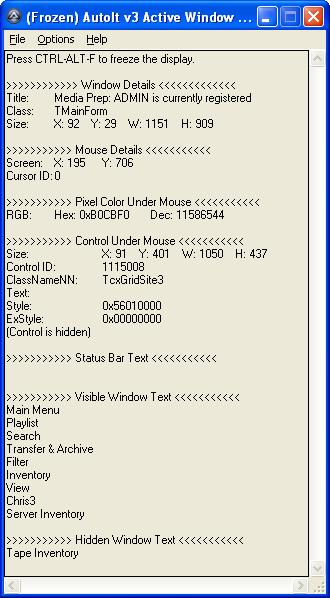 (Frozen) AutoIt v3 Active Window ...
File Options Help
Press CTRL-ALT-F to freeze the display.
>>>>>>>>>>> Window Details <<<<<<<<<<<<<
Title: Media Prep: ADMIN is currently registered
Class: TMainForm
Size: X: 92 Y: 29 W: 1151 H: 909
>>>>>>>>>>> Mouse Details <<<<<<<<<<<
Screen: X: 195 Y: 706
Cursor ID: 0
>>>>>>>>>>> Pixel Color Under Mouse <<<<<<<<<<<
RGB: Hex: 0xB0CBF0 Dec: 11586544
>>>>>>>>>>> Control Under Mouse <<<<<<<<<<<
Size: X: 91 Y: 401 W: 1050 H: 437
Control ID: 1115008
ClassNameNN: TcxGridSite3
Text:
Style: 0x56010000
ExStyle: 0x00000000
(Control is hidden)
>>>>>>>>>>> Status Bar Text <<<<<<<<<<<
>>>>>>>>>>> Visible Window Text <<<<<<<<<<<
Main Menu
Playlist
Search
Transfer & Archive
Filter
Inventory
View
Chris3
Server Inventory
>>>>>>>>>>> Hidden Window Text <<<<<<<<<<<
Tape Inventory